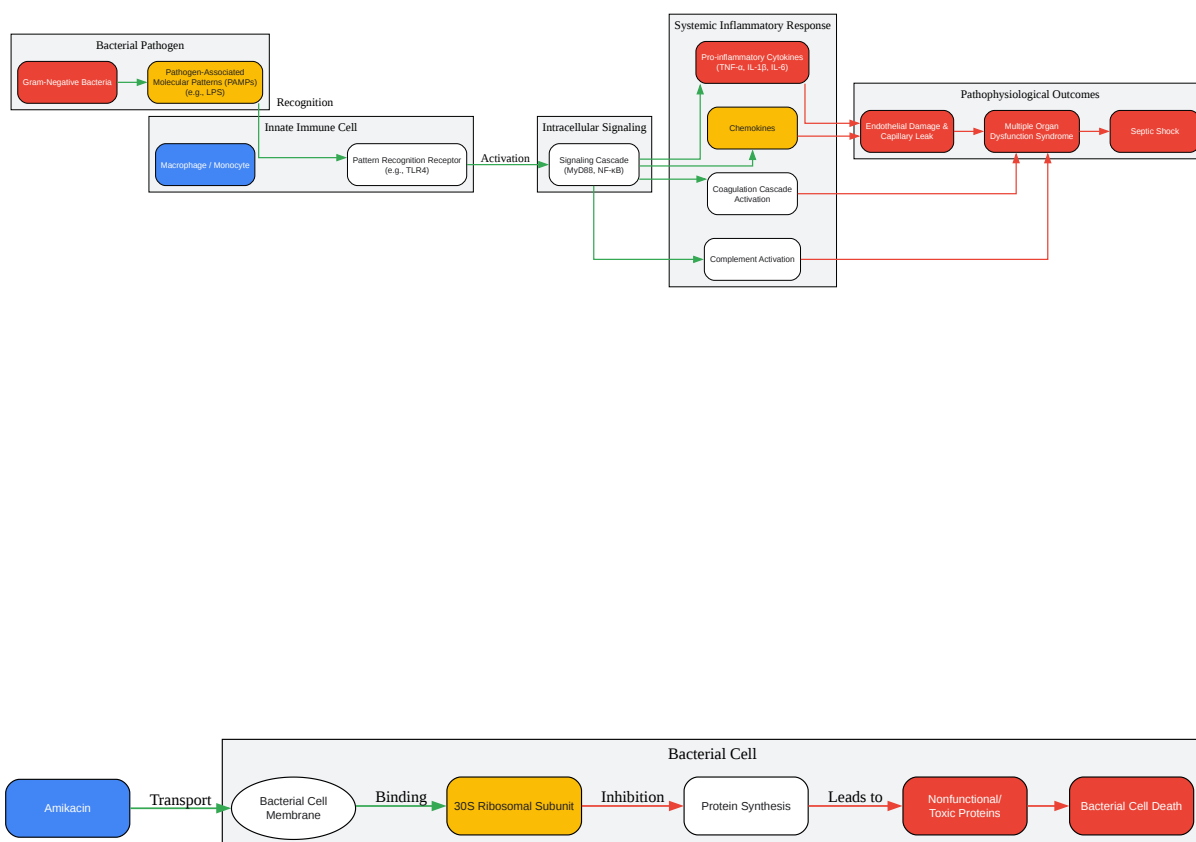 Bacterial Pathogen
Gram-Negative Bacteria
Pathogen-Associated
Molecular Patterns (PAMPs)
(e.g., LPS)
Recognition
Innate Immune Cell
Macrophage / Monocyte
Pattern Recognition Receptor
(e.g., TLR4)
Activation
Intracellular Signaling
Signaling Cascade
(MyD88, NF-κB)
Systemic Inflammatory Response
Pro-inflammatory Cytokines
(TNF-α, IL-1β, IL-6)
Chemokines
Coagulation Cascade
Activation
Complement Activation
Pathophysiological Outcomes
Endothelial Damage &
Capillary Leak
Multiple Organ
Dysfunction Syndrome
Septic Shock
Bacterial Cell
Amikacin
Transport
Bacterial Cell
Membrane
Binding
30S Ribosomal Subunit
Inhibition
Protein Synthesis
Leads to
Nonfunctional/
Toxic Proteins
Bacterial Cell Death